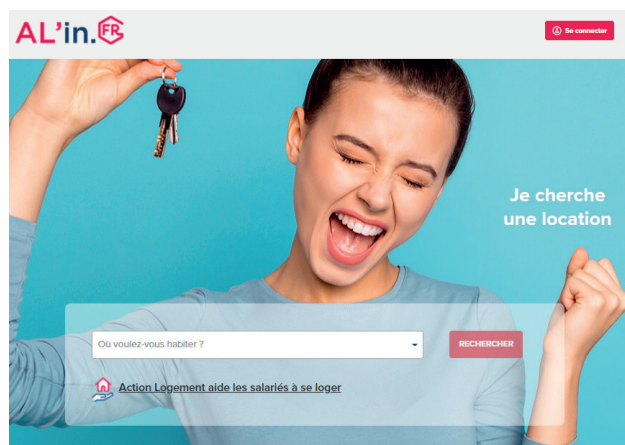 AL'in.FR
Se connecter
Je cherche
une location
Où voulez-vous habiter ?
RECHERCHER
Action Logement aide les salariés à se loger